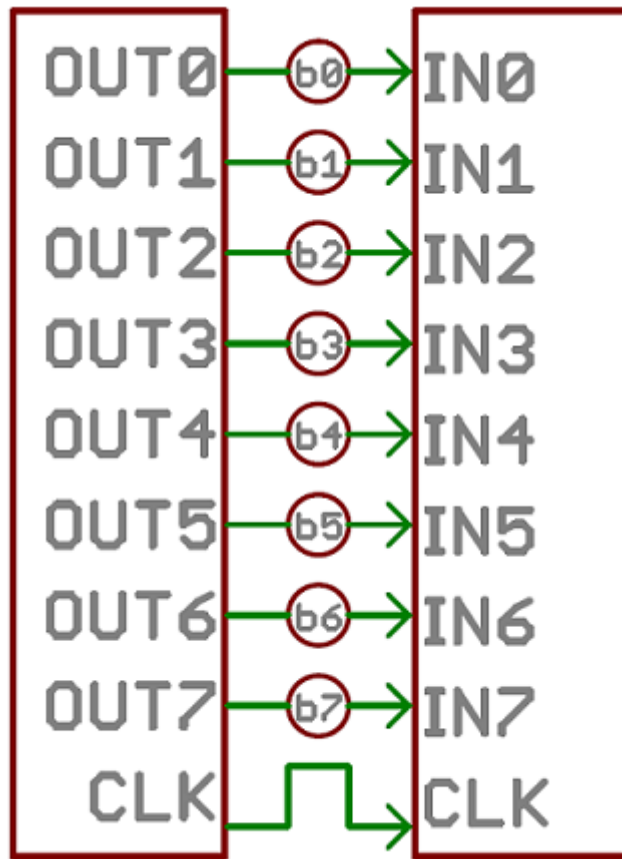 OUT0 b0 IN0
OUT1 b1 IN1
OUT2 b2 IN2
OUT3 b3 IN3
OUT4 b4 IN4
OUT5 b5 IN5
OUT6 b6 IN6
OUT7 b7 IN7
CLK CLK